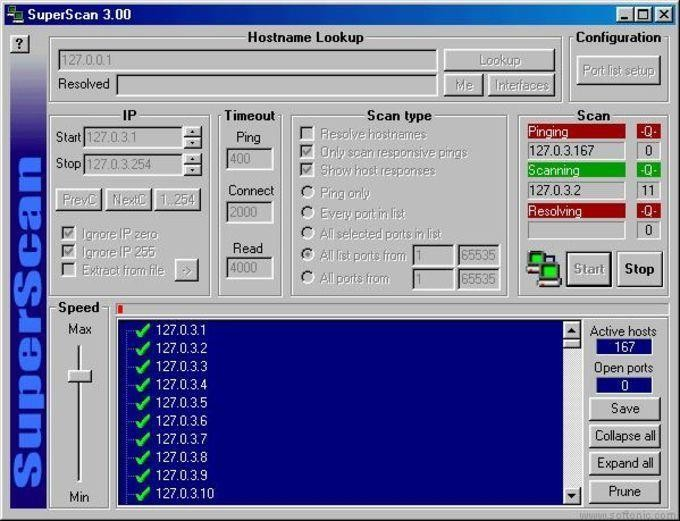 SuperScan 3.00
?
SuperScan
Hostname Lookup
127.0.0.1
Lookup
Resolved
Me
Interfaces
Configuration
Port list setup
IP
Start 127.0.3.1
Stop 127.0.3.254
PrevC NextC 1..254
Ignore IP zero
Ignore IP 255
Extract from file ->
Timeout
Ping
400
Connect
2000
Read
4000
Scan type
Resolve hostnames
Only scan responsive pings
Show host responses
Ping only
Every port in list
All selected ports in list
All list ports from 1 65535
All ports from 1 65535
Scan
Pinging -Q-
127.0.3.167 0
Scanning -Q-
127.0.3.2 11
Resolving -Q-
0
Start Stop
Speed
Max
Min
127.0.3.1
127.0.3.2
127.0.3.3
127.0.3.4
127.0.3.5
127.0.3.6
127.0.3.7
127.0.3.8
127.0.3.9
127.0.3.10
Active hosts
167
Open ports
0
Save
Collapse all
Expand all
Prune
www.softonic.com